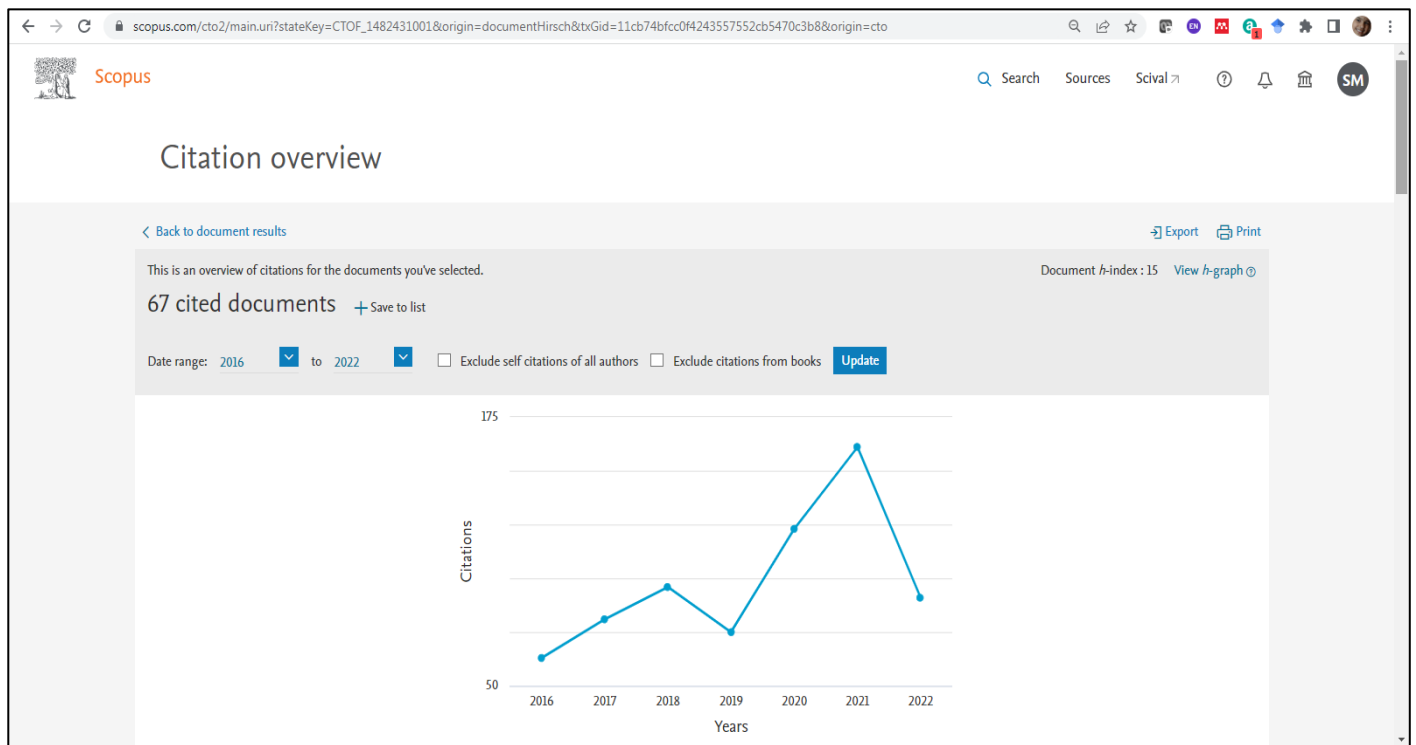 scopus.com/cto2/main.uri?stateKey=CTOF_1482431001&origin=documentHirsch&txGid=11cb74bfcc0f4243557552cb5470c3b8&origin=cto
EN
1
Scopus
Search Sources Scival
SM
Citation overview
Back to document results
Export Print
This is an overview of citations for the documents you've selected.
Document h-index : 15 View h-graph
67 cited documents + Save to list
Date range: 2016 to 2022 Exclude self citations of all authors Exclude citations from books Update
175
Citations
50
2016 2017 2018 2019 2020 2021 2022
Years